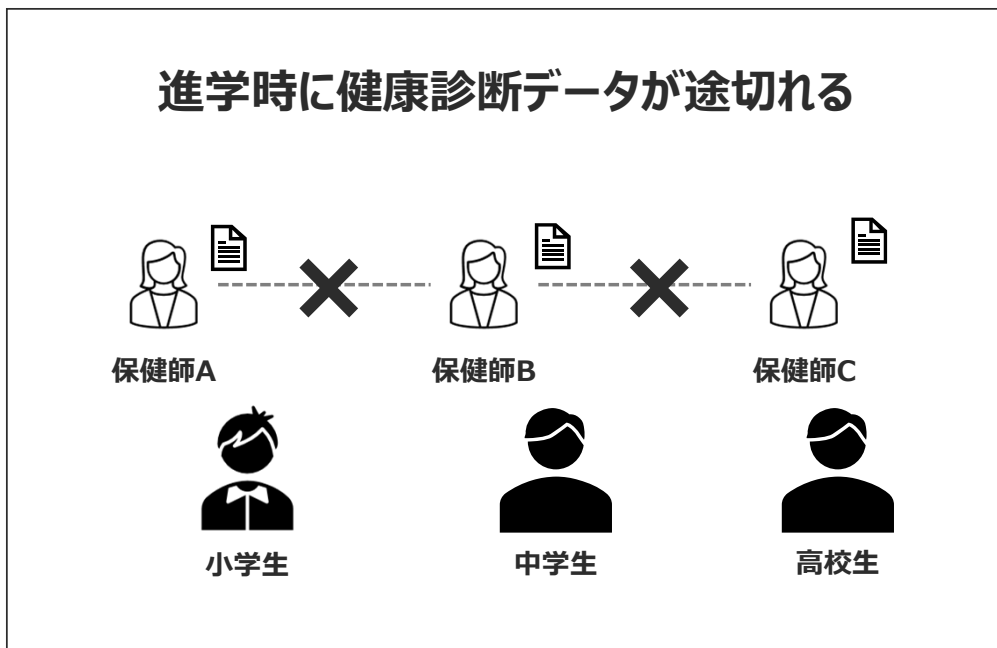 進学時に健康診断データが途切れる
保健師A
保健師B
保健師C
小学生
中学生
高校生